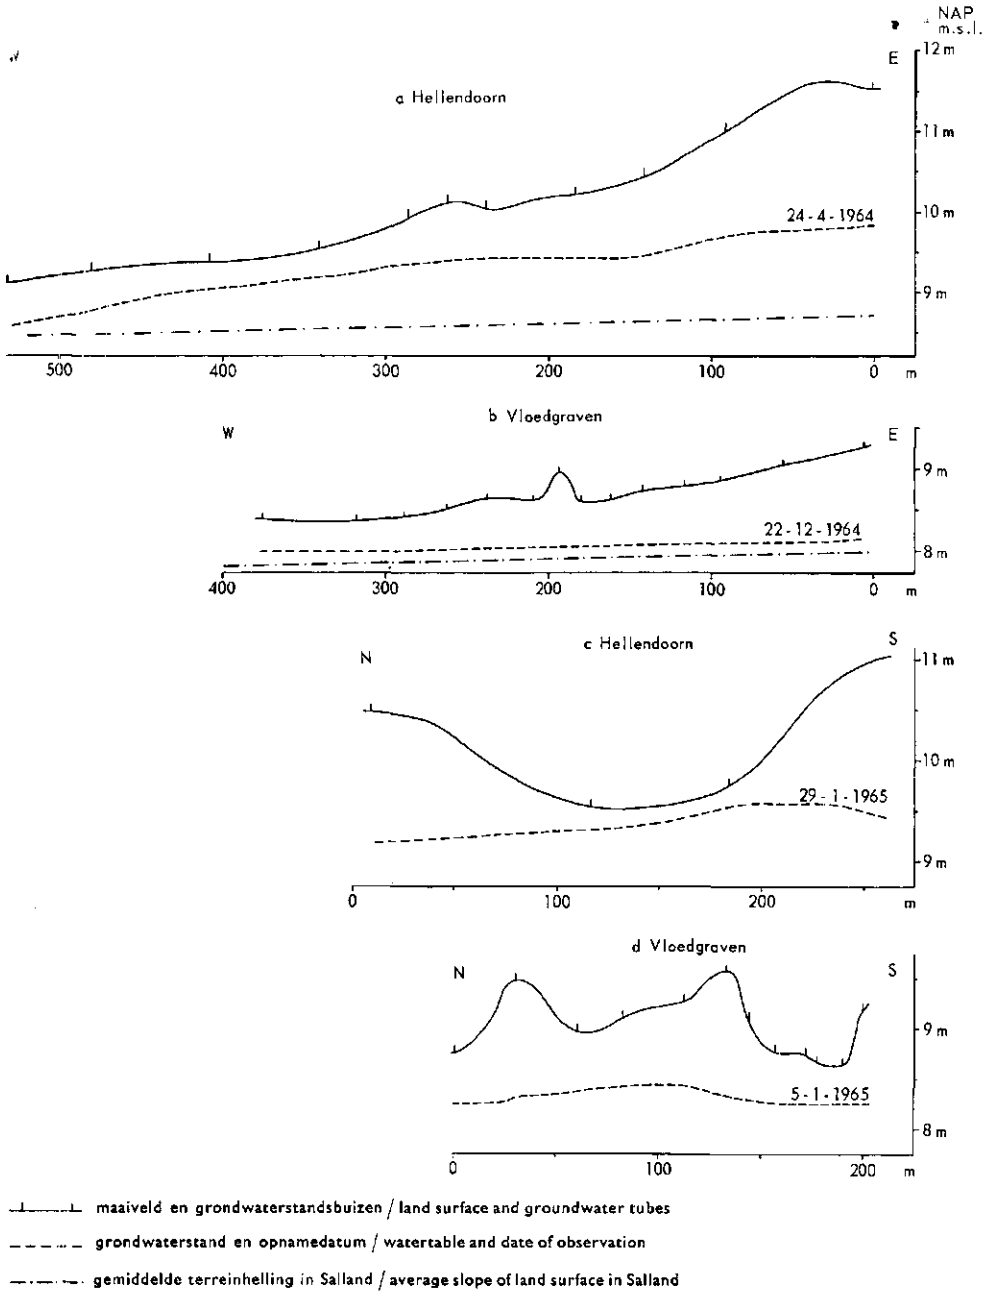 NAP
m.s.l.
E
12 m
a Hellendoorn
11 m
10 m
24-4-1964
9 m
500 400 300 200 100 0 m
b Vloedgraven
W E
9 m
22-12-1964
8 m
400 300 200 100 0 m
c Hellendoorn
N S
11 m
10 m
29-1-1965
9 m
0 100 200 m
d Vloedgraven
N S
9 m
5-1-1965
8 m
0 100 200 m
maaiveld en grondwaterstandsbuizen / land surface and groundwater tubes
grondwaterstand en opnamedatum / watertable and date of observation
gemiddelde terreinhelling in Salland / average slope of land surface in Salland